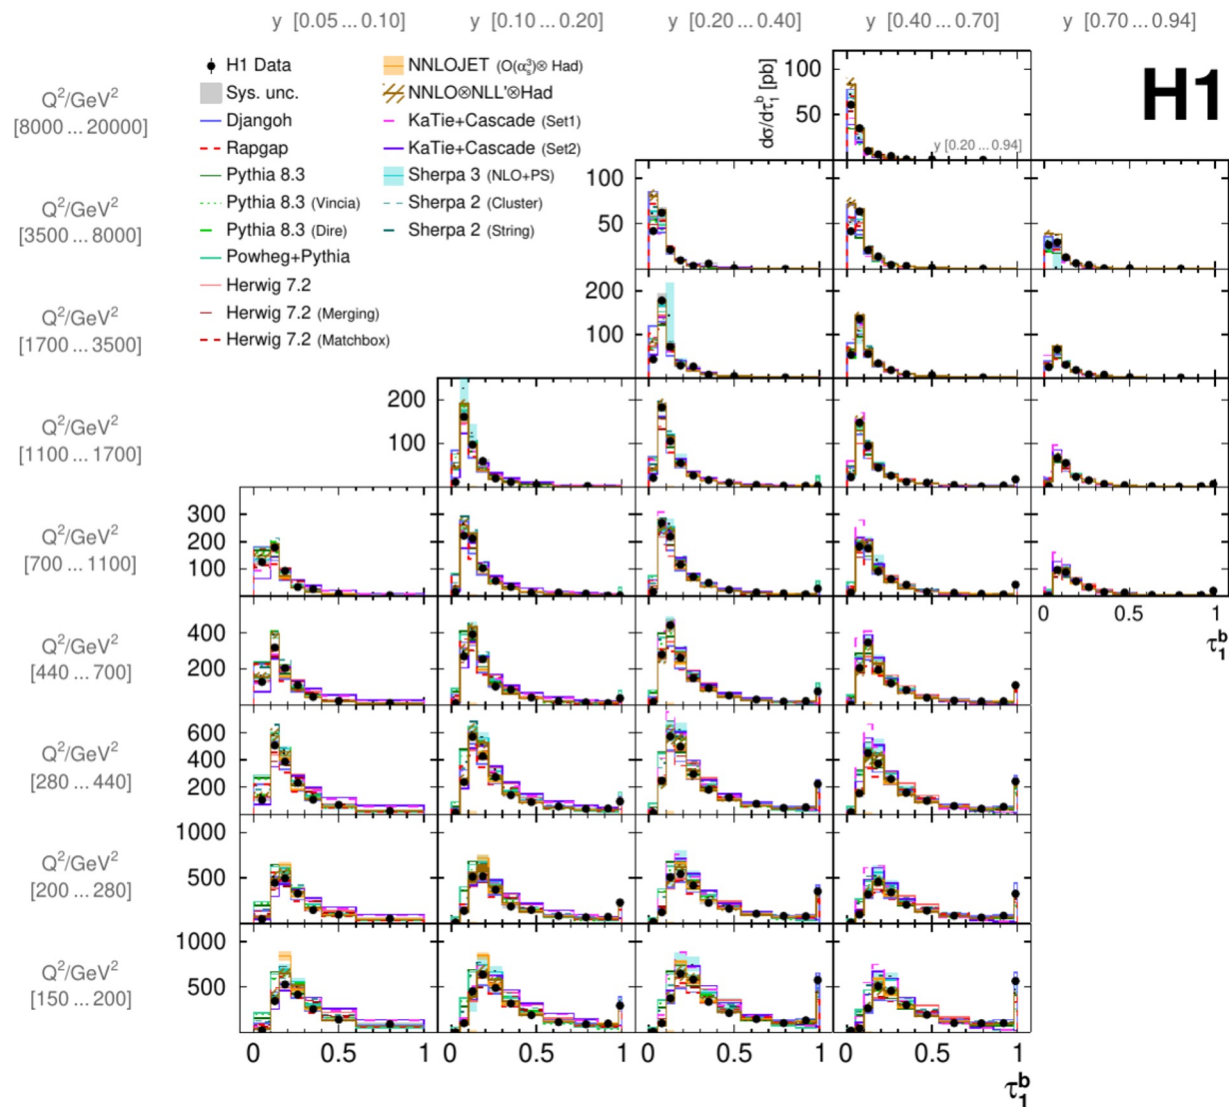 y [0.05 ... 0.10] y [0.10 ... 0.20] y [0.20 ... 0.40] y [0.40 ... 0.70] y [0.70 ... 0.94]
H1
H1 Data
Sys. unc.
Djangoh
Rapgap
Pythia 8.3
Pythia 8.3 (Vincia)
Pythia 8.3 (Dire)
Powheg+Pythia
Herwig 7.2
Herwig 7.2 (Merging)
Herwig 7.2 (Matchbox)
NNLOJET (O(α_s^3)⊗ Had)
NNLO⊗NLL'⊗Had
KaTie+Cascade (Set1)
KaTie+Cascade (Set2)
Sherpa 3 (NLO+PS)
Sherpa 2 (Cluster)
Sherpa 2 (String)
dσ/dτ₁ᵇ [pb]
100
50
y [0.20 ... 0.94]
Q²/GeV²
[8000 ... 20000]
Q²/GeV²
[3500 ... 8000]
100
50
Q²/GeV²
[1700 ... 3500]
200
100
Q²/GeV²
[1100 ... 1700]
200
100
Q²/GeV²
[700 ... 1100]
300
200
100
0 0.5 1
τ₁ᵇ
Q²/GeV²
[440 ... 700]
400
200
Q²/GeV²
[280 ... 440]
600
400
200
Q²/GeV²
[200 ... 280]
1000
500
Q²/GeV²
[150 ... 200]
1000
500
0 0.5 1 0 0.5 1 0 0.5 1 0 0.5 1
τ₁ᵇ